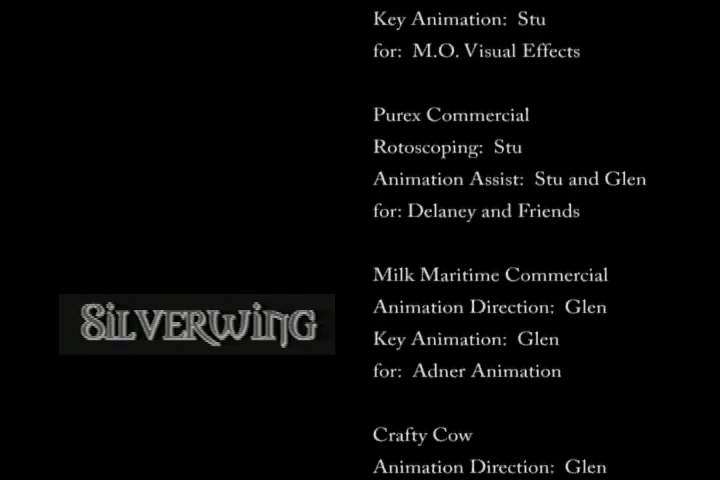 Key Animation:  Stu
for:  M.O. Visual Effects
Purex Commercial
Rotoscoping:  Stu
Animation Assist:  Stu and Glen
for: Delaney and Friends
Milk Maritime Commercial
Animation Direction:  Glen
Key Animation:  Glen
for:  Adner Animation
Crafty Cow
Animation Direction:  Glen
SILVERWING